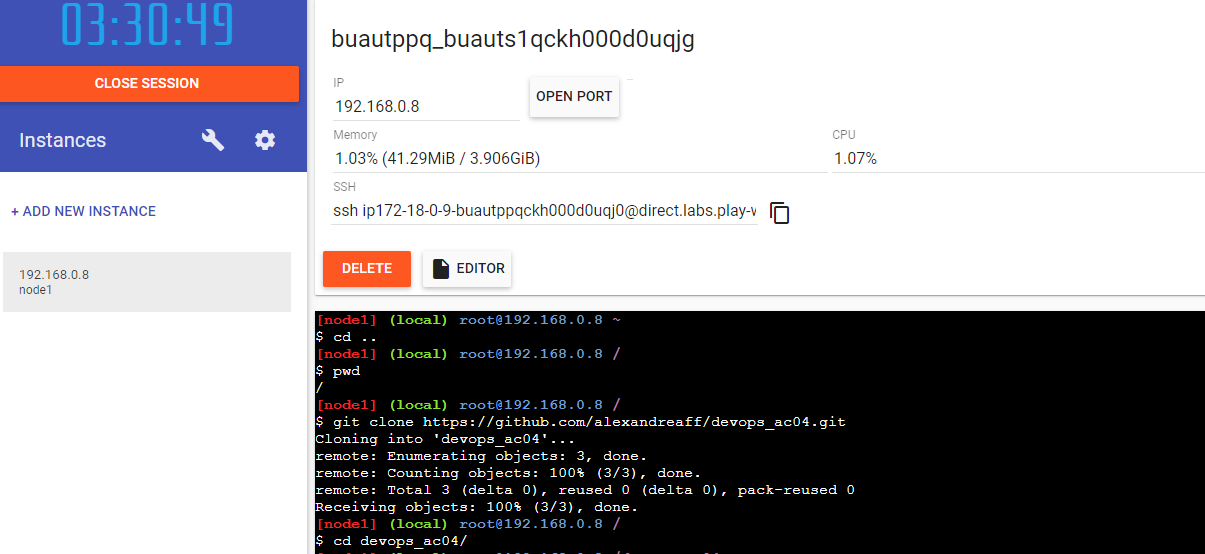 03:30:49
CLOSE SESSION
Instances
+ ADD NEW INSTANCE
192.168.0.8
node1
buautppq_buauts1qckh000d0uqjg
IP
192.168.0.8
OPEN PORT
Memory
1.03% (41.29MiB / 3.906GiB)
CPU
1.07%
SSH
ssh ip172-18-0-9-buautppqckh000d0uqj0@direct.labs.play-w
DELETE
EDITOR
[node1] (local) root@192.168.0.8 ~
$ cd ..
[node1] (local) root@192.168.0.8 /
$ pwd
/
[node1] (local) root@192.168.0.8 /
$ git clone https://github.com/alexandreaff/devops_ac04.git
Cloning into 'devops_ac04'...
remote: Enumerating objects: 3, done.
remote: Counting objects: 100% (3/3), done.
remote: Total 3 (delta 0), reused 0 (delta 0), pack-reused 0
Receiving objects: 100% (3/3), done.
[node1] (local) root@192.168.0.8 /
$ cd devops_ac04/